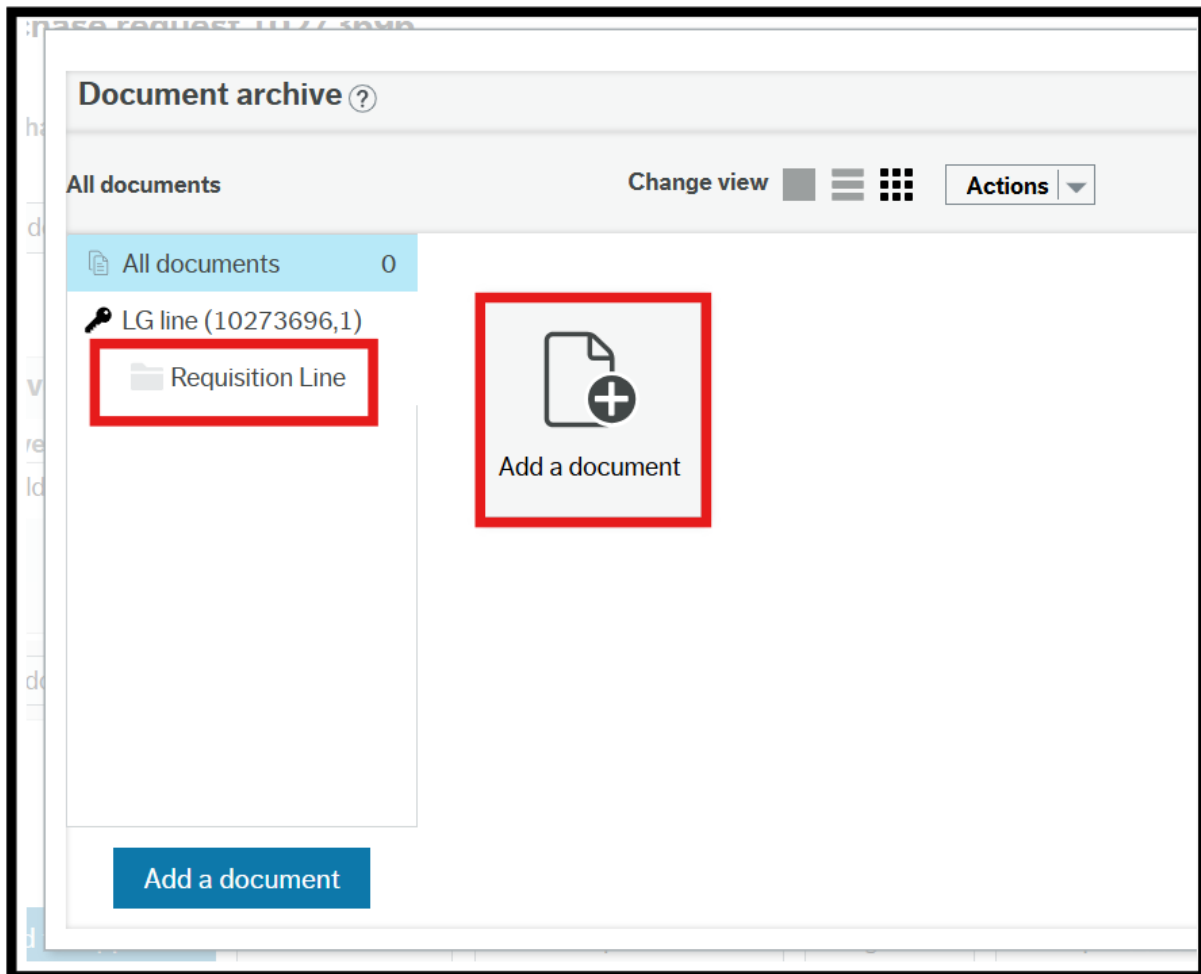 Document archive ?
All documents
Change view
Actions
All documents 0
LG line (10273696,1)
Requisition Line
Add a document
Add a document